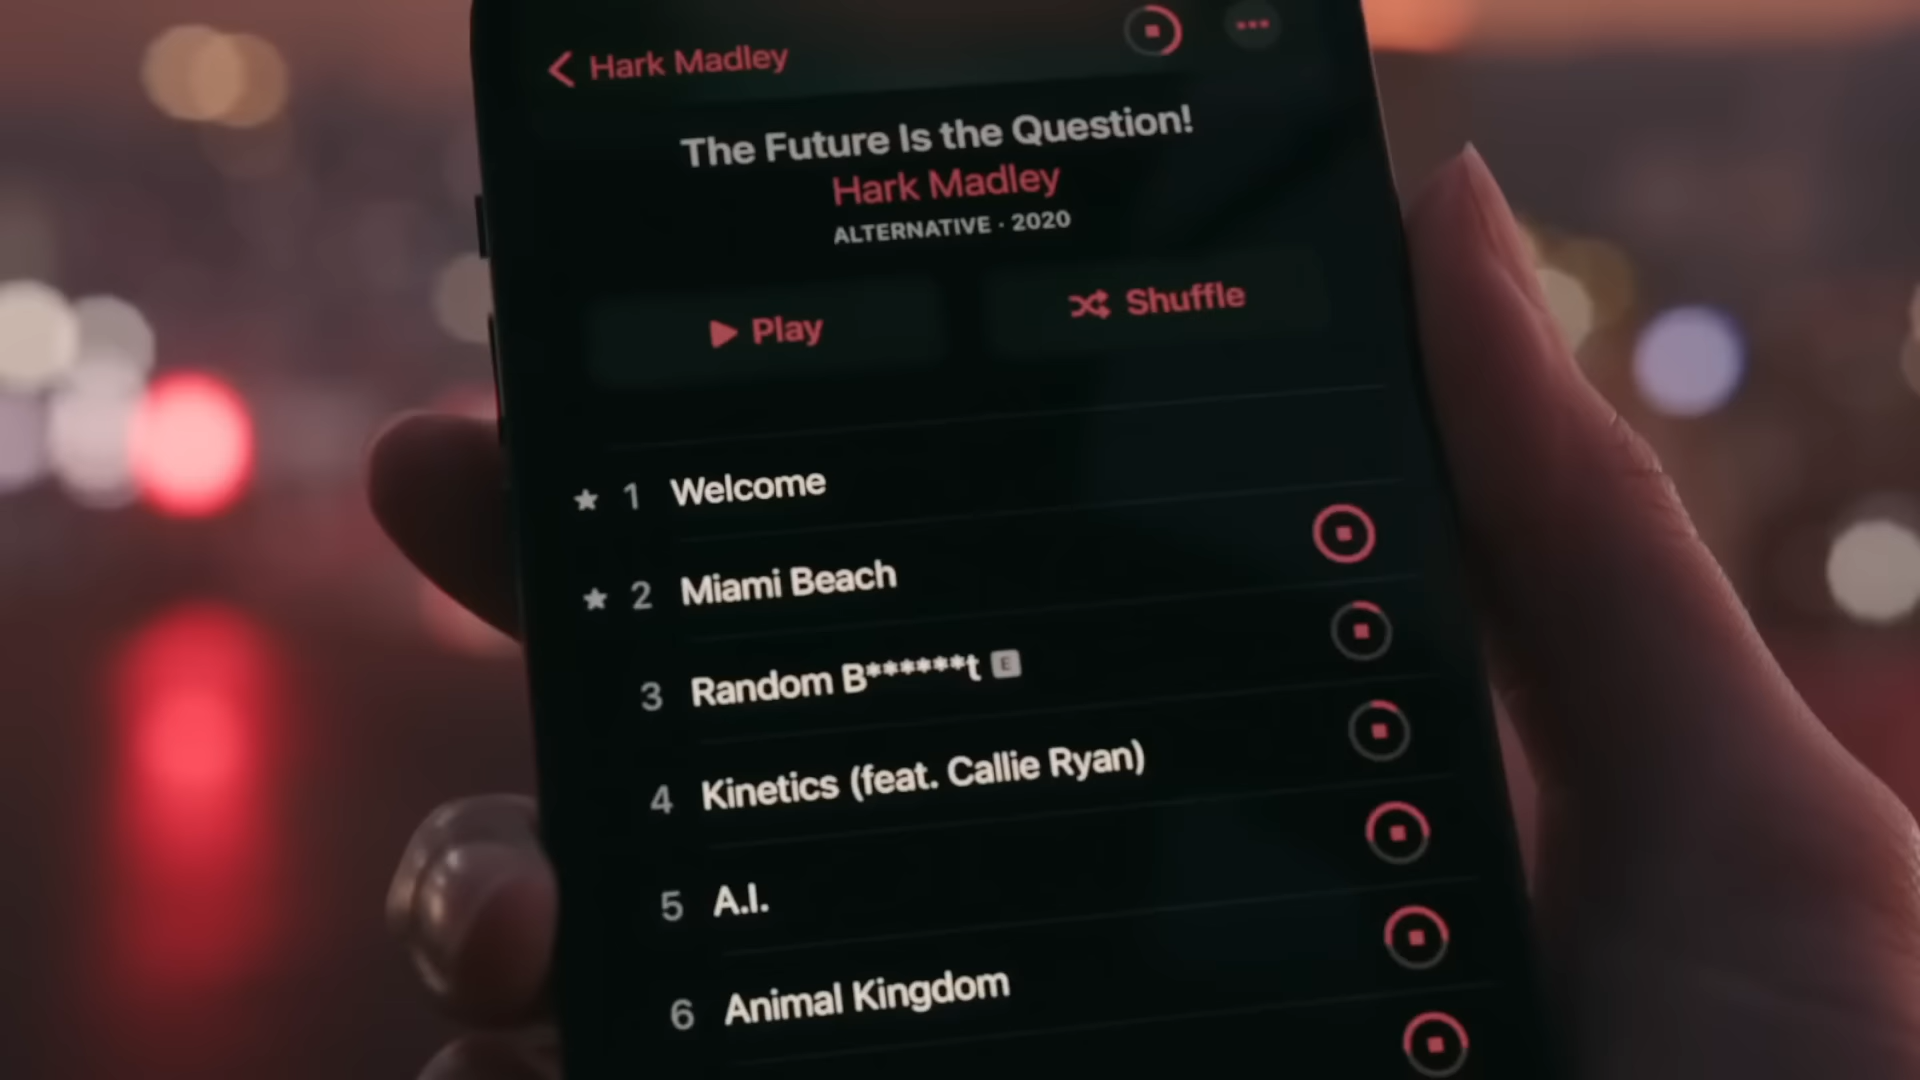 Hark Madley
The Future Is the Question!
Hark Madley
ALTERNATIVE · 2020
Play
Shuffle
1 Welcome
2 Miami Beach
3 Random B******t E
4 Kinetics (feat. Callie Ryan)
5 A.I.
6 Animal Kingdom